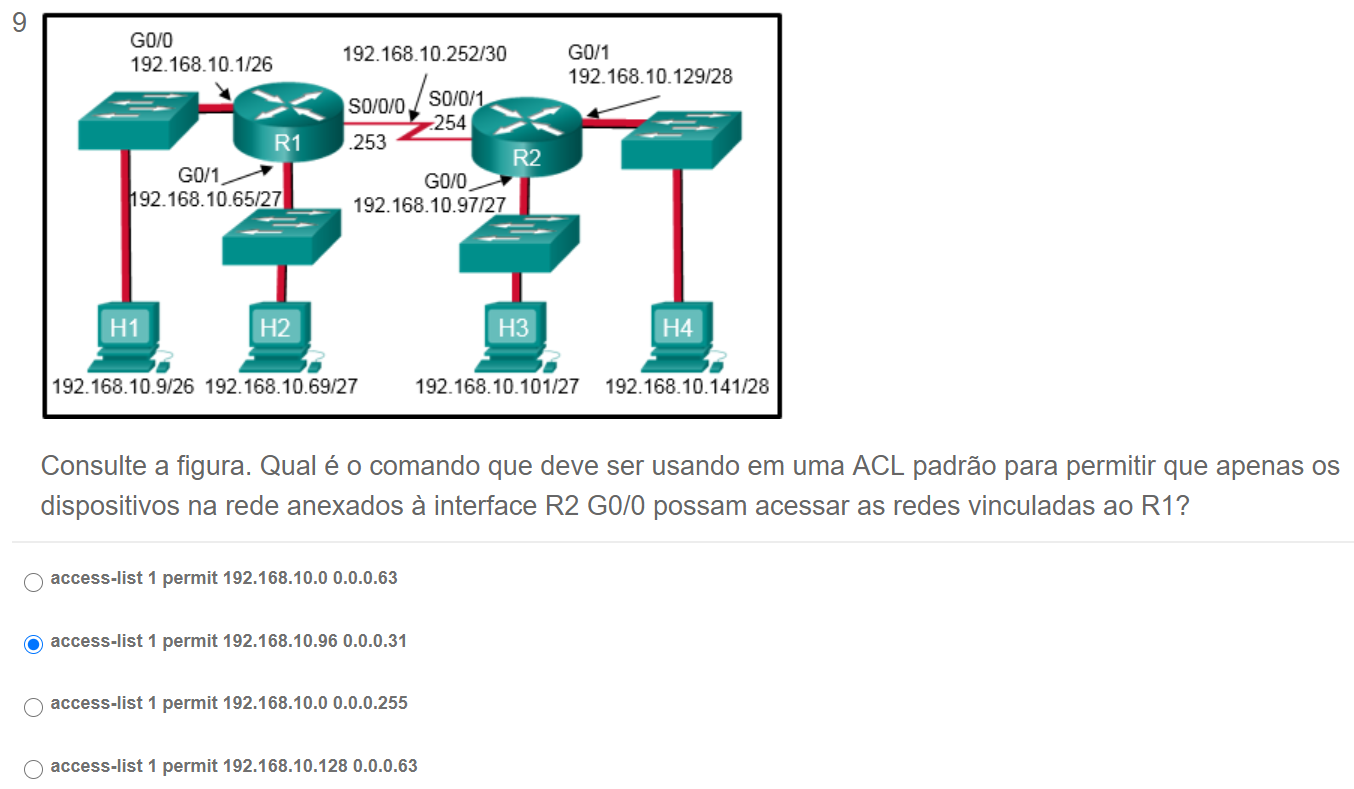 9
G0/0
192.168.10.1/26
192.168.10.252/30
G0/1
192.168.10.129/28
S0/0/0
S0/0/1
.254
.253
R1
R2
G0/1
192.168.10.65/27
G0/0
192.168.10.97/27
H1
H2
H3
H4
192.168.10.9/26
192.168.10.69/27
192.168.10.101/27
192.168.10.141/28
Consulte a figura. Qual é o comando que deve ser usando em uma ACL padrão para permitir que apenas os
dispositivos na rede anexados à interface R2 G0/0 possam acessar as redes vinculadas ao R1?
access-list 1 permit 192.168.10.0 0.0.0.63
access-list 1 permit 192.168.10.96 0.0.0.31
access-list 1 permit 192.168.10.0 0.0.0.255
access-list 1 permit 192.168.10.128 0.0.0.63